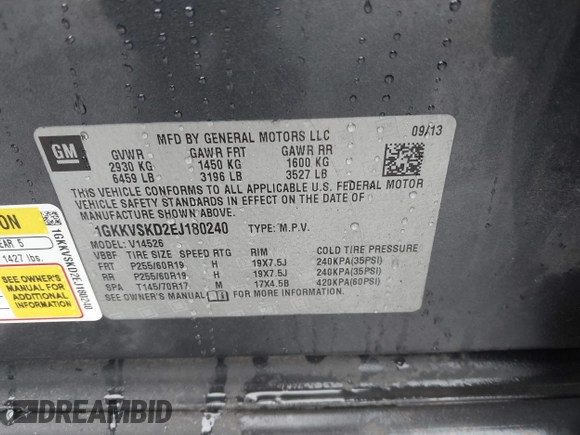 MFD BY GENERAL MOTORS LLC 09/13
GM
GVWR GAWR FRT GAWR RR
2930 KG 1450 KG 1600 KG
6459 LB 3196 LB 3527 LB
THIS VEHICLE CONFORMS TO ALL APPLICABLE U.S. FEDERAL MOTOR
VEHICLE SAFETY STANDARDS IN EFFECT ON THE DATE OF
MANUFACTURE SHOWN ABOVE.
1GKKVSKD2EJ180240 TYPE: M.P.V.
MODEL: V14526
VBBF TIRE SIZE SPEED RTG RIM COLD TIRE PRESSURE
FRT P255/60R19 H 19X7.5J 240KPA(35PSI)
RR P255/60R19 H 19X7.5J 240KPA(35PSI)
SPA T145/70R17 M 17X4.5B 420KPA(60PSI)
SEE OWNER'S MANUAL FOR MORE INFORMATION.
ION
EAR 5
1427 lbs.
SEE OWNER'S
MANUAL FOR
ADDITIONAL
INFORMATION
1GKKVSKD2EJ180240
DREAMBID